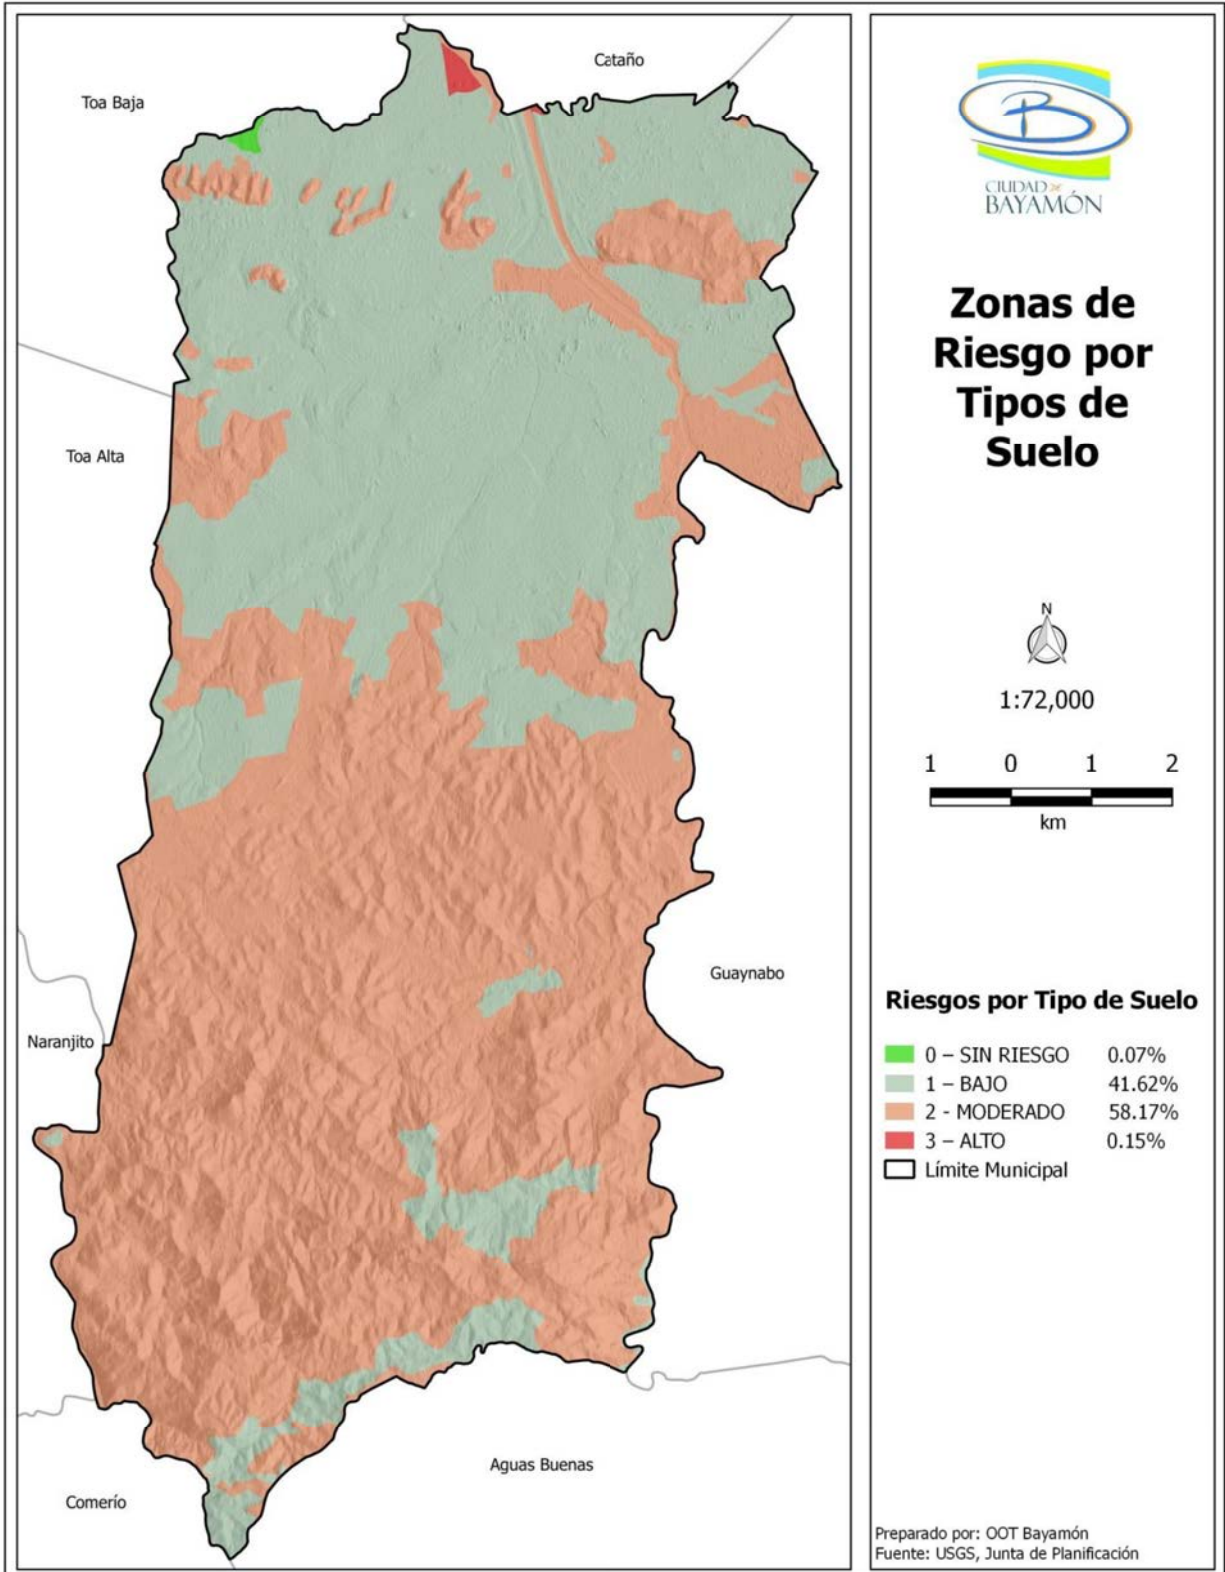 Cataño
Toa Baja
Toa Alta
Guaynabo
Naranjito
Aguas Buenas
Comerío
B
CIUDAD DE
BAYAMÓN
Zonas de
Riesgo por
Tipos de
Suelo
N
1:72,000
1 0 1 2
km
Riesgos por Tipo de Suelo
0 – SIN RIESGO 0.07%
1 – BAJO 41.62%
2 - MODERADO 58.17%
3 – ALTO 0.15%
Límite Municipal
Preparado por: OOT Bayamón
Fuente: USGS, Junta de Planificación